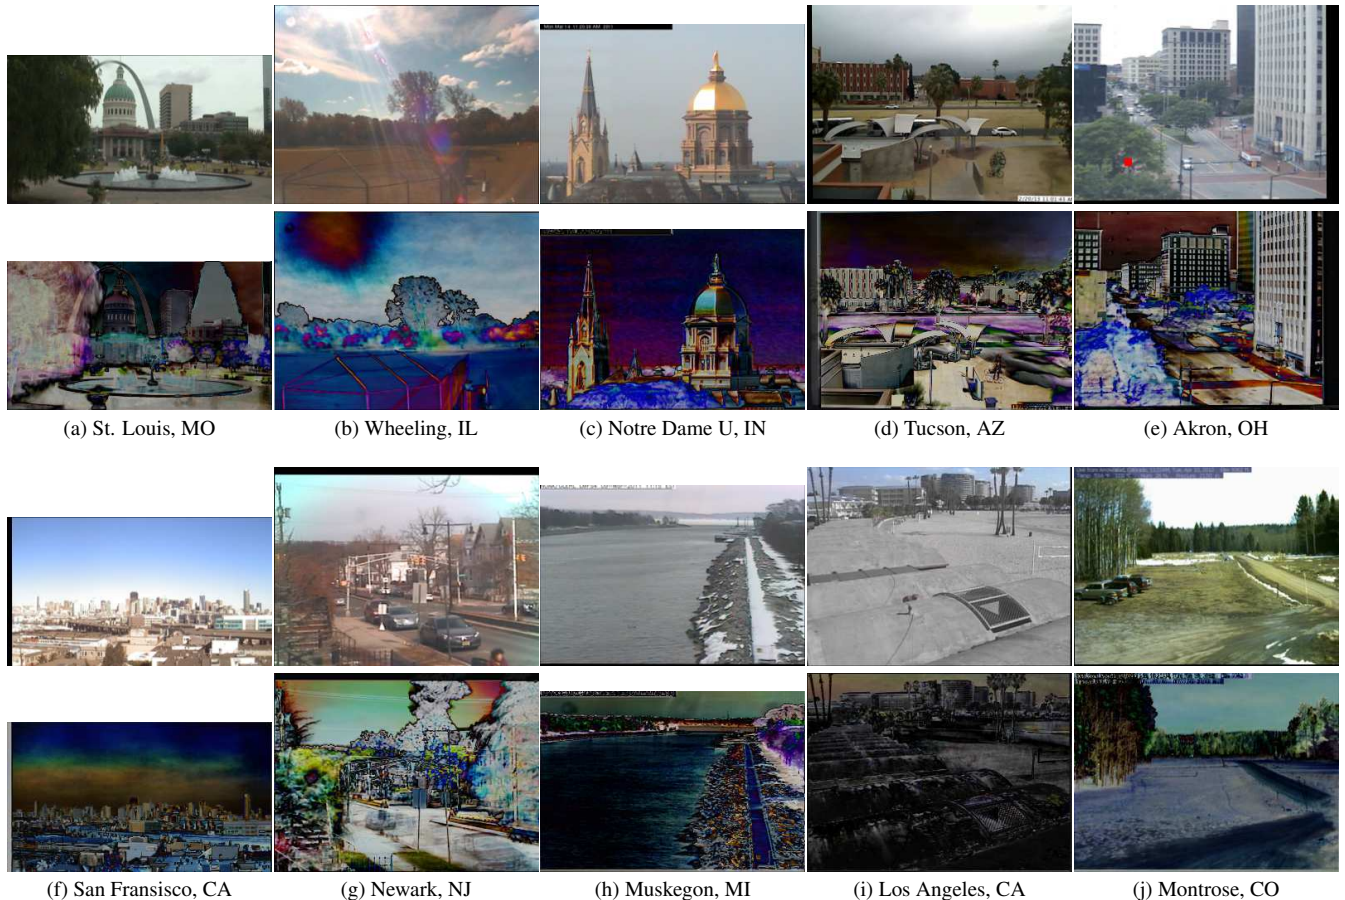 (a) St. Louis, MO
(b) Wheeling, IL
(c) Notre Dame U, IN
(d) Tucson, AZ
(e) Akron, OH
(f) San Fransisco, CA
(g) Newark, NJ
(h) Muskegon, MI
(i) Los Angeles, CA
(j) Montrose, CO